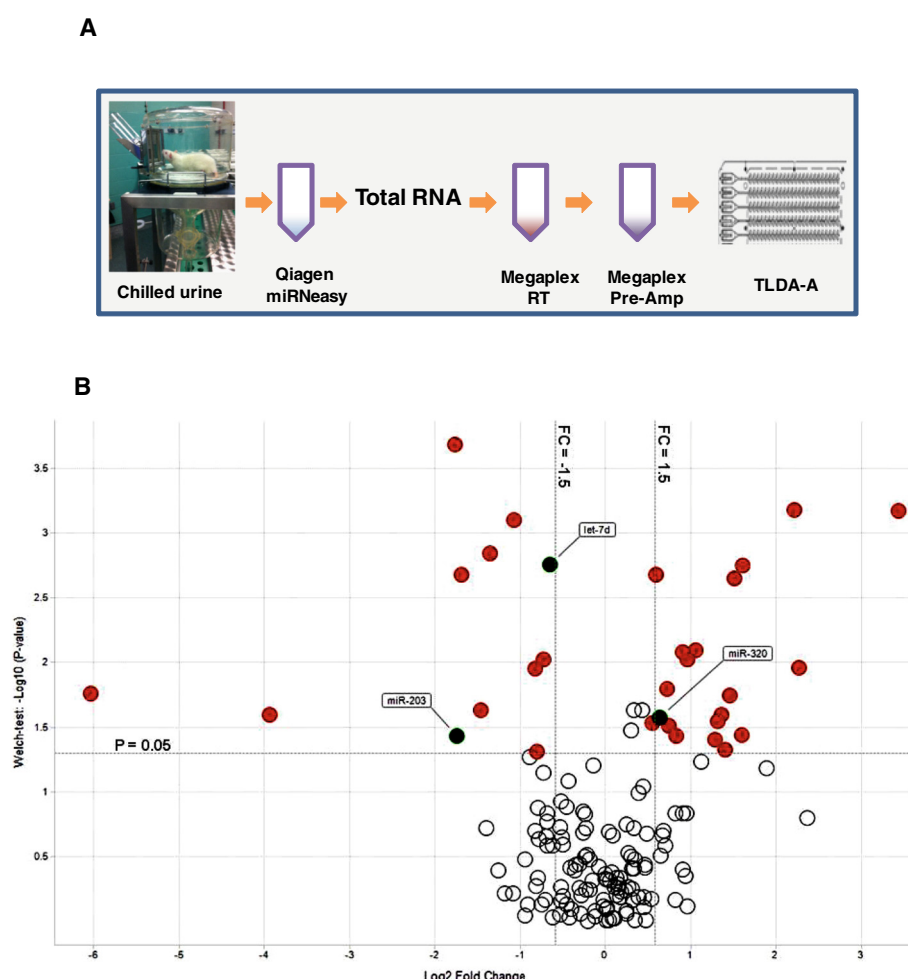 A
Chilled urine
Qiagen
miRNeasy
Total RNA
Megaplex
RT
Megaplex
Pre-Amp
TLDA-A
B
FC = -1.5
FC = 1.5
let-7d
miR-320
miR-203
P = 0.05
Welch-test: -Log10 (P-value)
3.5
3
2.5
2
1.5
1
0.5
-6
-5
-4
-3
-2
-1
0
1
2
3
Log2 Fold Change